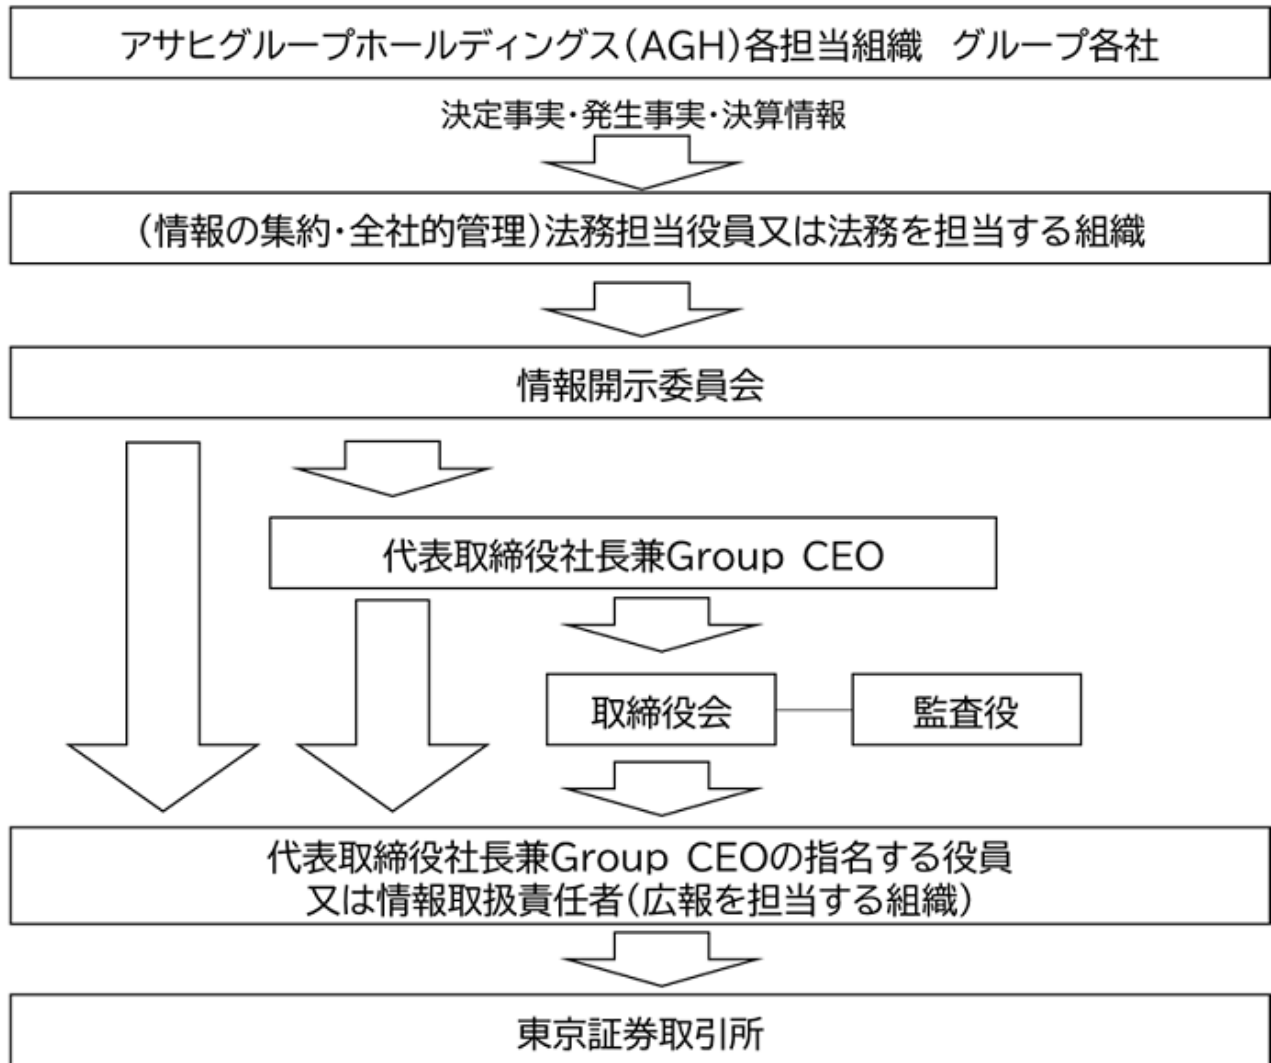 アサヒグループホールディングス(AGH)各担当組織　グループ各社
決定事実・発生事実・決算情報
(情報の集約・全社的管理)法務担当役員又は法務を担当する組織
情報開示委員会
代表取締役社長兼Group CEO
取締役会
監査役
代表取締役社長兼Group CEOの指名する役員
又は情報取扱責任者(広報を担当する組織)
東京証券取引所